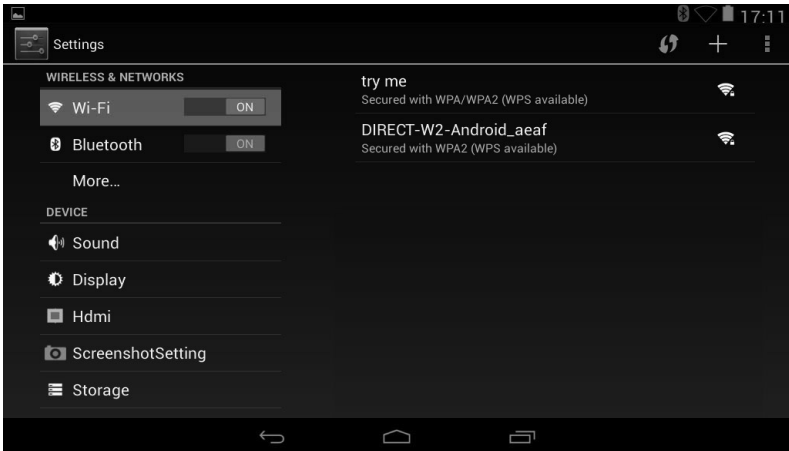 17:11
Settings
WIRELESS & NETWORKS
Wi-Fi ON
Bluetooth ON
More...
DEVICE
Sound
Display
Hdmi
ScreenshotSetting
Storage
try me
Secured with WPA/WPA2 (WPS available)
DIRECT-W2-Android_aeaf
Secured with WPA2 (WPS available)